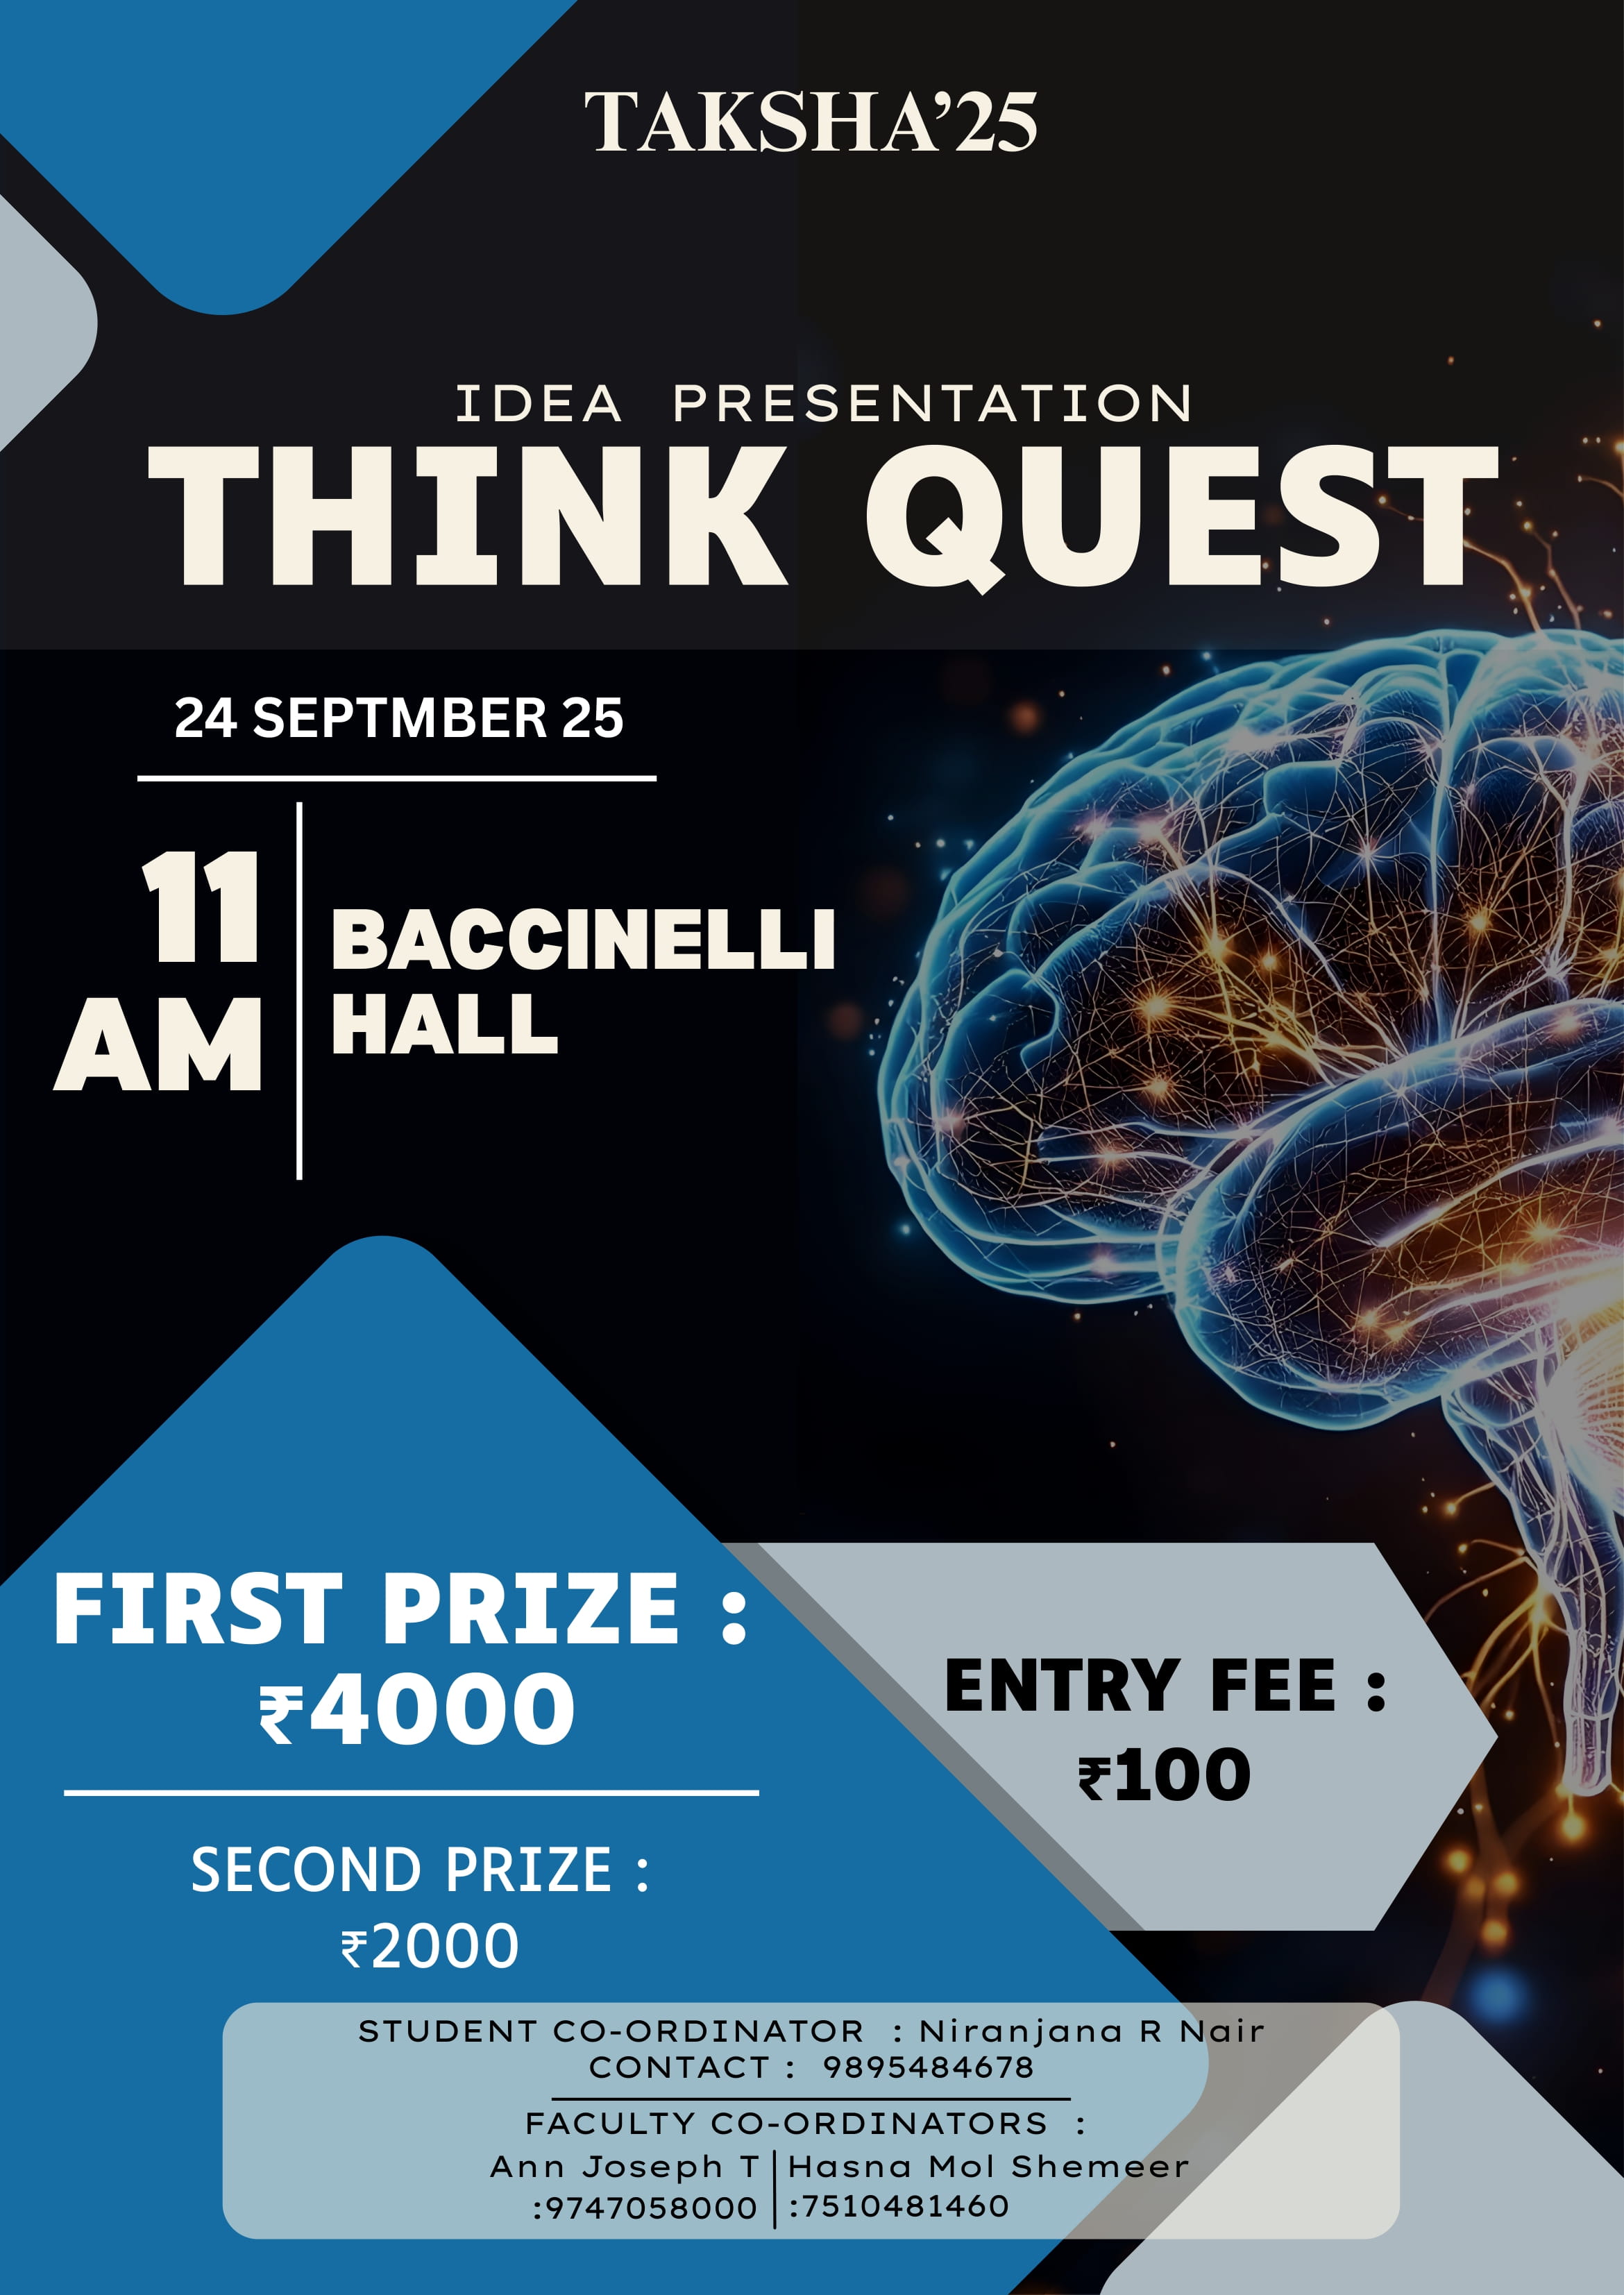 TAKSHA’25
IDEA PRESENTATION
THINK QUEST
24 SEPTMBER 25
11
AM
BACCINELLI
HALL
FIRST PRIZE :
₹4000
SECOND PRIZE :
₹2000
ENTRY FEE :
₹100
STUDENT CO-ORDINATOR : Niranjana R Nair
CONTACT : 9895484678
FACULTY CO-ORDINATORS :
Ann Joseph T
:9747058000
Hasna Mol Shemeer
:7510481460